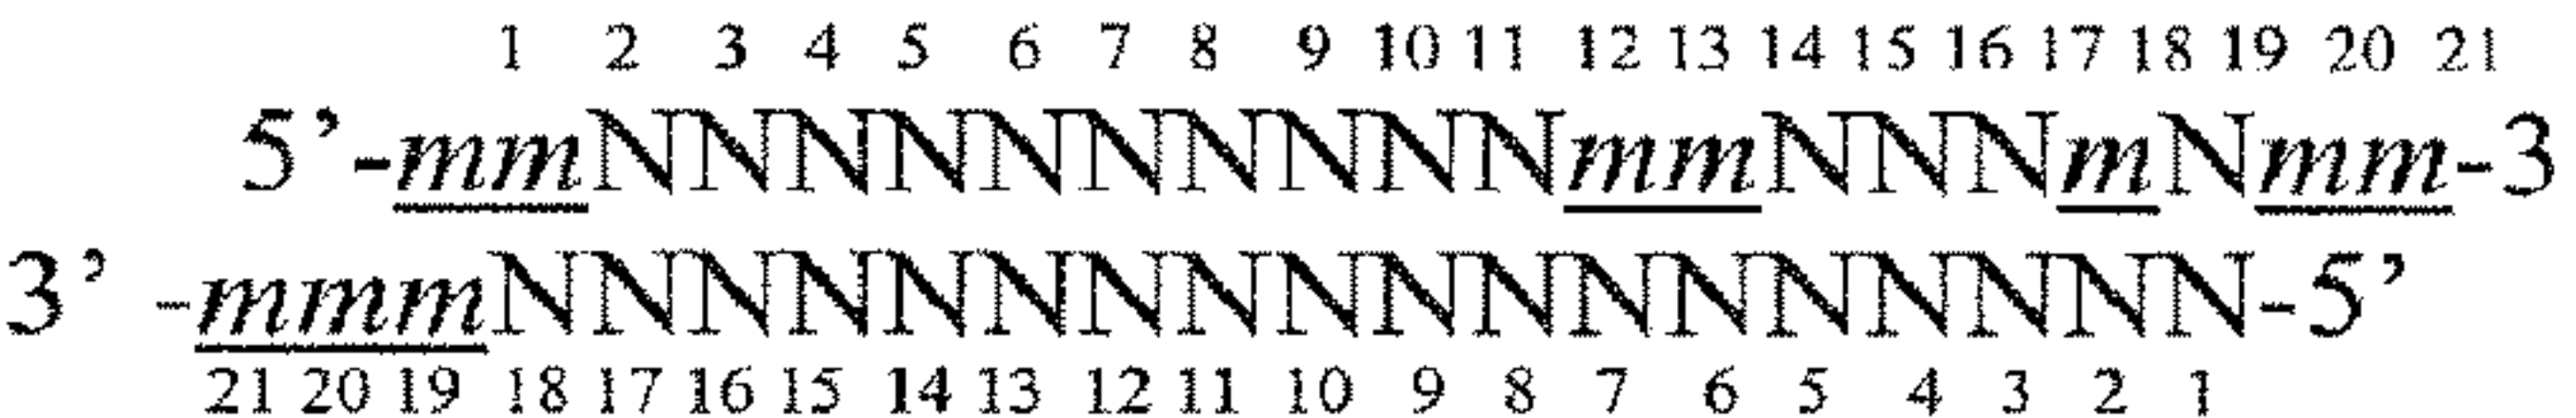 1 2 3 4 5 6 7 8 9 10 11 12 13 14 15 16 17 18 19 20 21
5’-mmNNNNNNNNNNmmNNNmNmm-3
3’ -mmmNNNNNNNNNNNNNNNNNN-5’
21 20 19 18 17 16 15 14 13 12 11 10 9 8 7 6 5 4 3 2 1